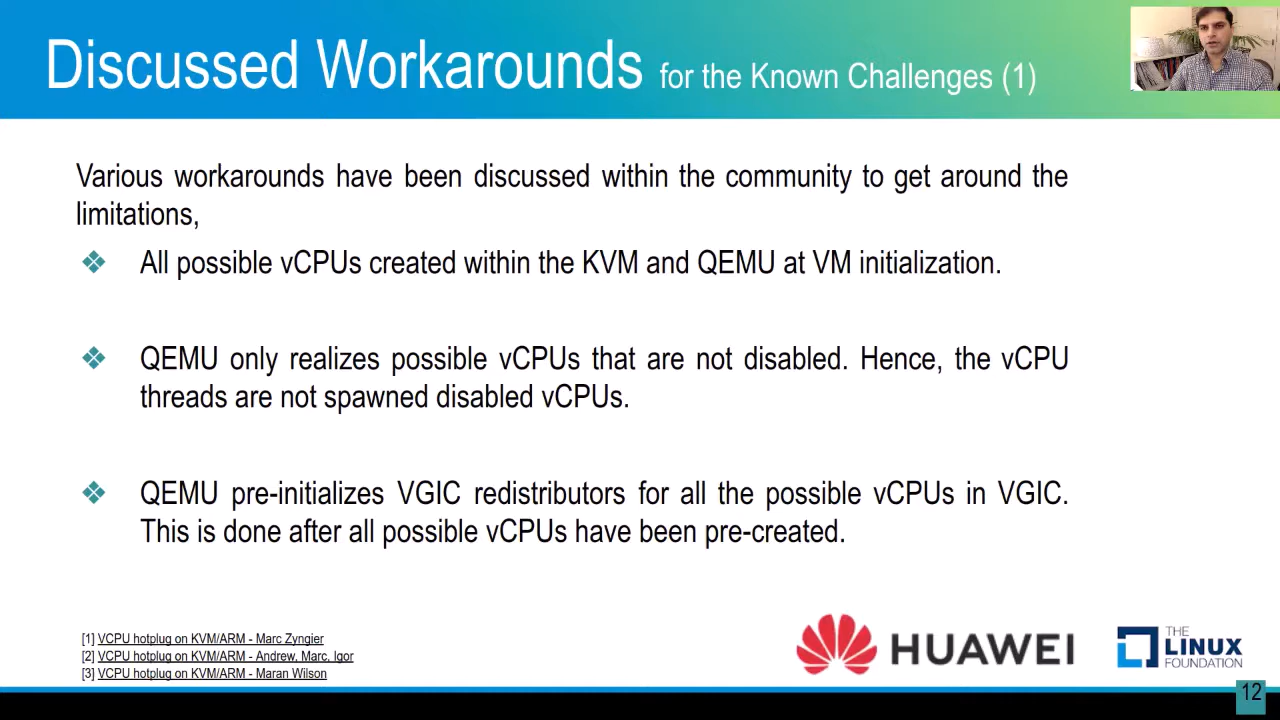 Discussed Workarounds for the Known Challenges (1)
Various workarounds have been discussed within the community to get around the
limitations,
❖ All possible vCPUs created within the KVM and QEMU at VM initialization.
❖ QEMU only realizes possible vCPUs that are not disabled. Hence, the vCPU
threads are not spawned disabled vCPUs.
❖ QEMU pre-initializes VGIC redistributors for all the possible vCPUs in VGIC.
This is done after all possible vCPUs have been pre-created.
[1] VCPU hotplug on KVM/ARM - Marc Zyngier
[2] VCPU hotplug on KVM/ARM - Andrew, Marc, Igor
[3] VCPU hotplug on KVM/ARM - Maran Wilson
HUAWEI
THE
LINUX
FOUNDATION
12